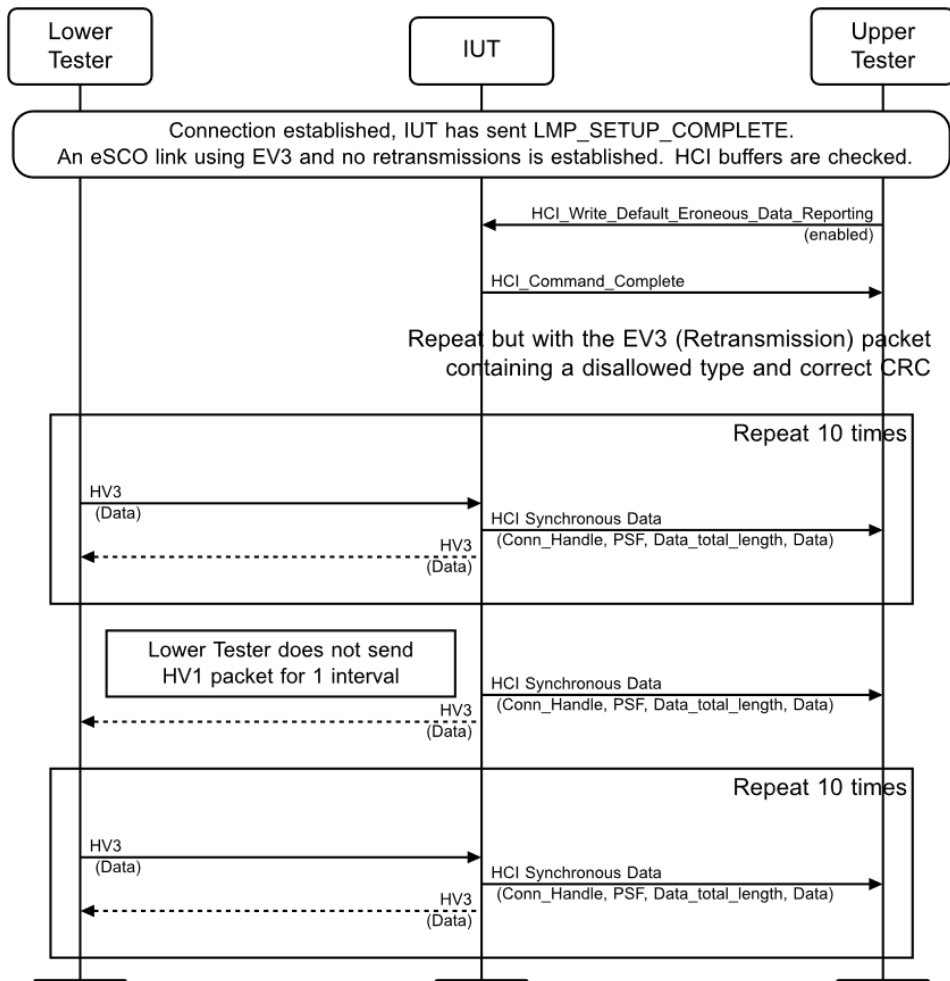 Lower
Tester
IUT
Upper
Tester
Connection established, IUT has sent LMP_SETUP_COMPLETE.
An eSCO link using EV3 and no retransmissions is established. HCI buffers are checked.
HCI_Write_Default_Eroneous_Data_Reporting
(enabled)
HCI_Command_Complete
Repeat but with the EV3 (Retransmission) packet
containing a disallowed type and correct CRC
Repeat 10 times
HV3
(Data)
HCI Synchronous Data
(Conn_Handle, PSF, Data_total_length, Data)
HV3
(Data)
Lower Tester does not send
HV1 packet for 1 interval
HCI Synchronous Data
(Conn_Handle, PSF, Data_total_length, Data)
HV3
(Data)
Repeat 10 times
HV3
(Data)
HCI Synchronous Data
(Conn_Handle, PSF, Data_total_length, Data)
HV3
(Data)